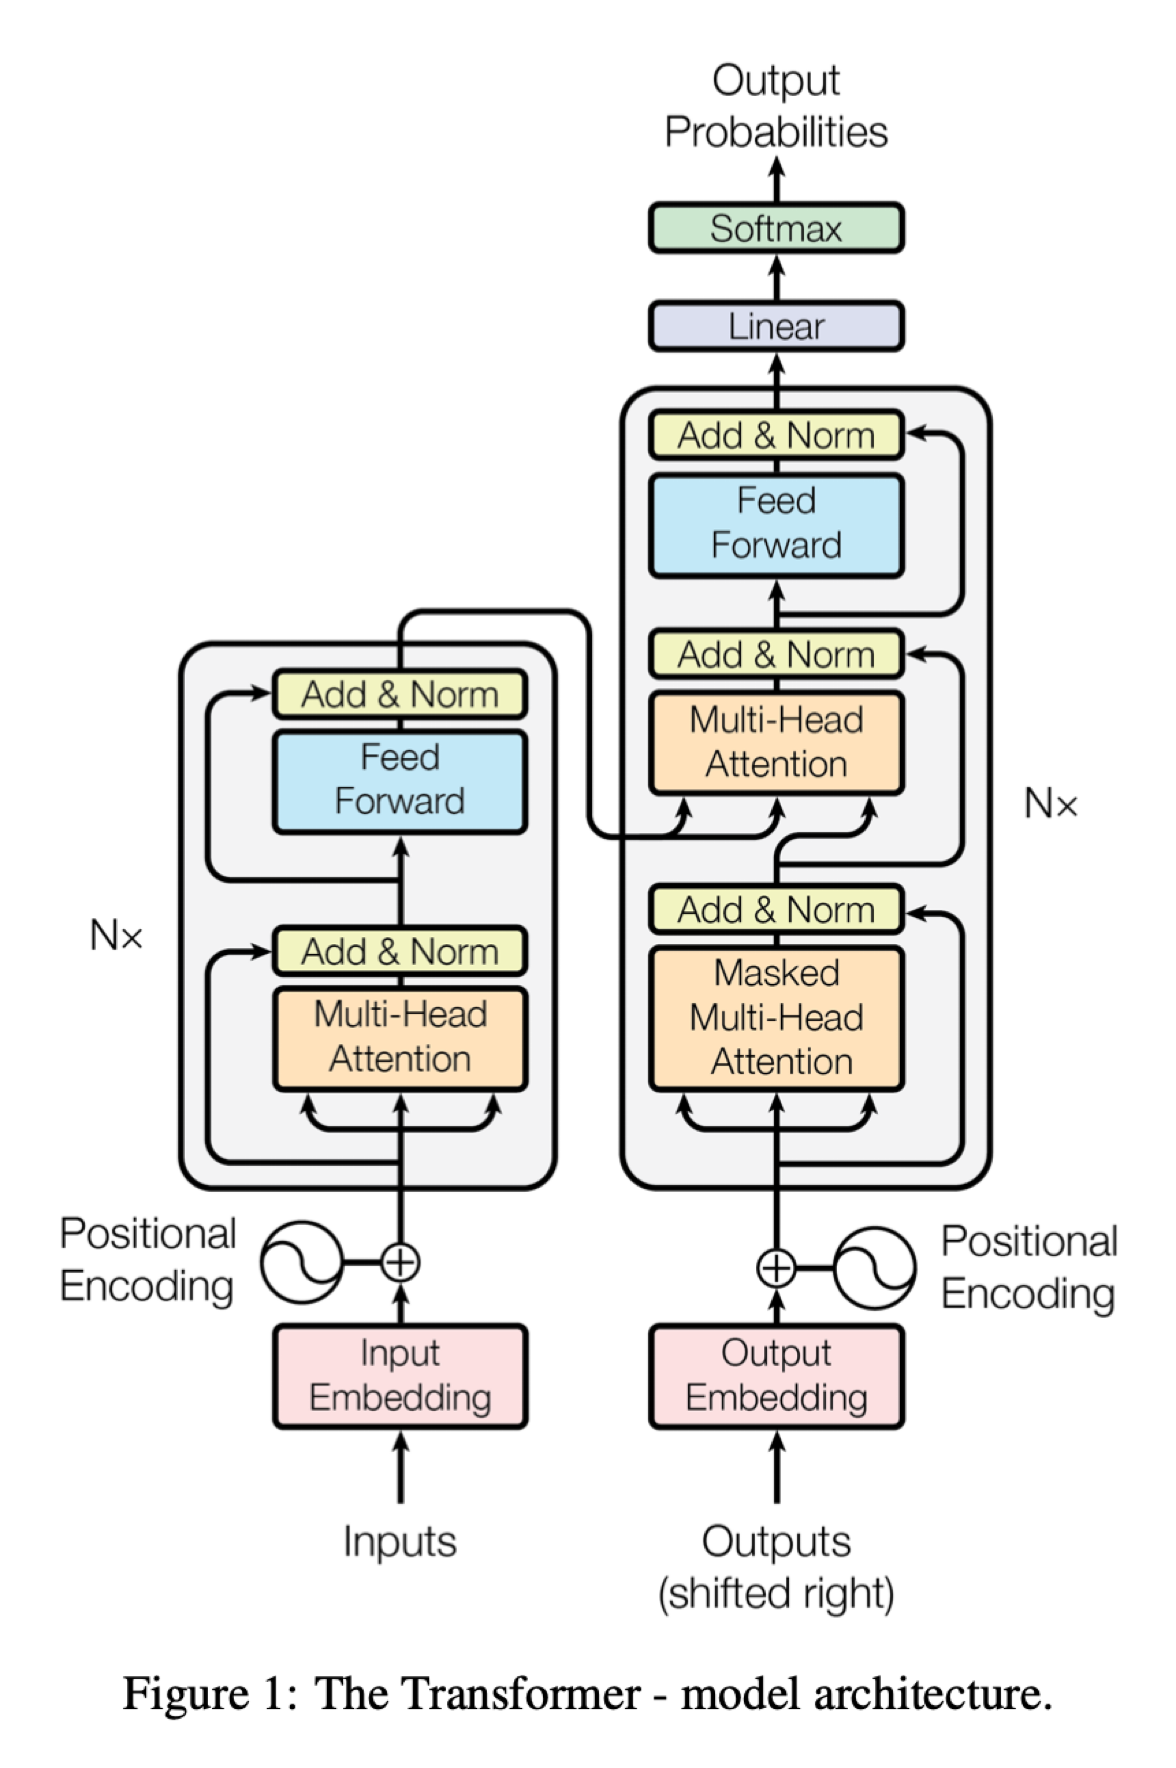 Output
Probabilities
Softmax
Linear
Add & Norm
Feed
Forward
Add & Norm
Multi-Head
Attention
N×
Add & Norm
Masked
Multi-Head
Attention
Add & Norm
Feed
Forward
N×
Add & Norm
Multi-Head
Attention
Positional
Encoding
Positional
Encoding
Input
Embedding
Output
Embedding
Inputs
Outputs
(shifted right)
Figure 1: The Transformer - model architecture.